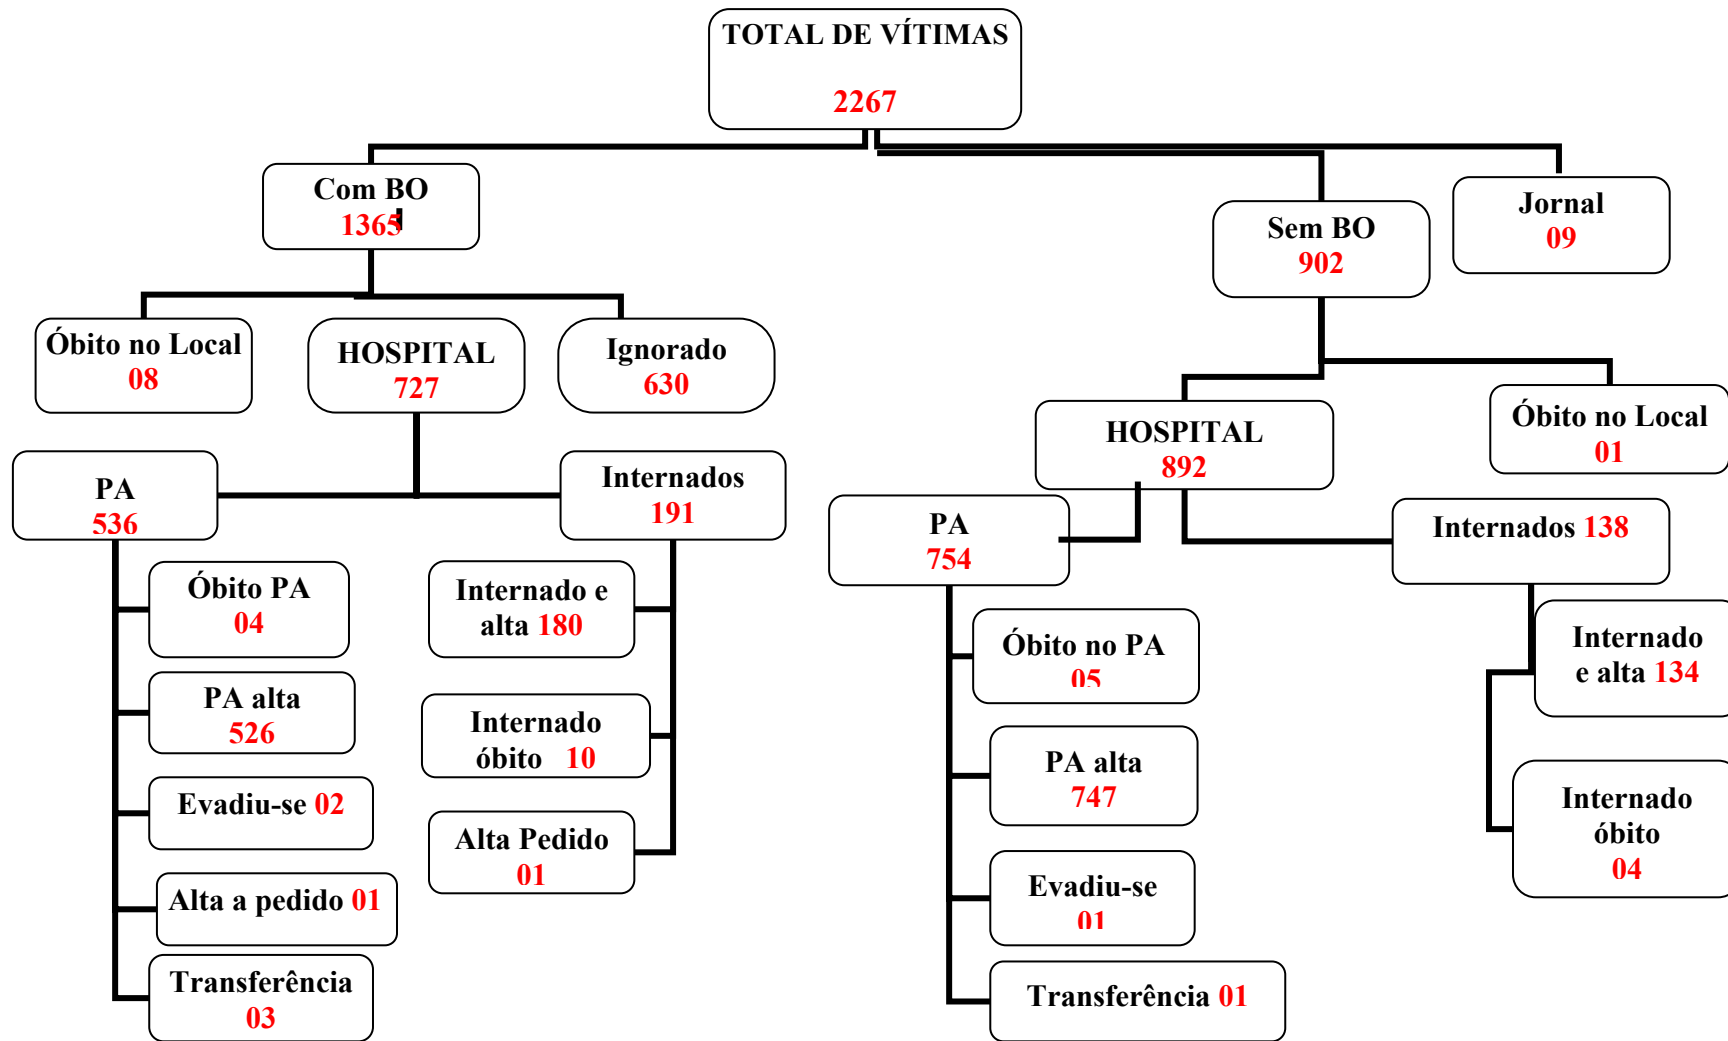 TOTAL DE VÍTIMAS
2267
Com BO
1365
Sem BO
902
Jornal
09
Óbito no Local
08
HOSPITAL
727
Ignorado
630
HOSPITAL
892
Óbito no Local
01
PA
536
Internados
191
PA
754
Internados 138
Óbito PA
04
PA alta
526
Evadiu-se 02
Alta a pedido 01
Transferência
03
Internado e
alta 180
Internado
óbito 10
Alta Pedido
01
Óbito no PA
05
PA alta
747
Evadiu-se
01
Transferência 01
Internado
e alta 134
Internado
óbito
04